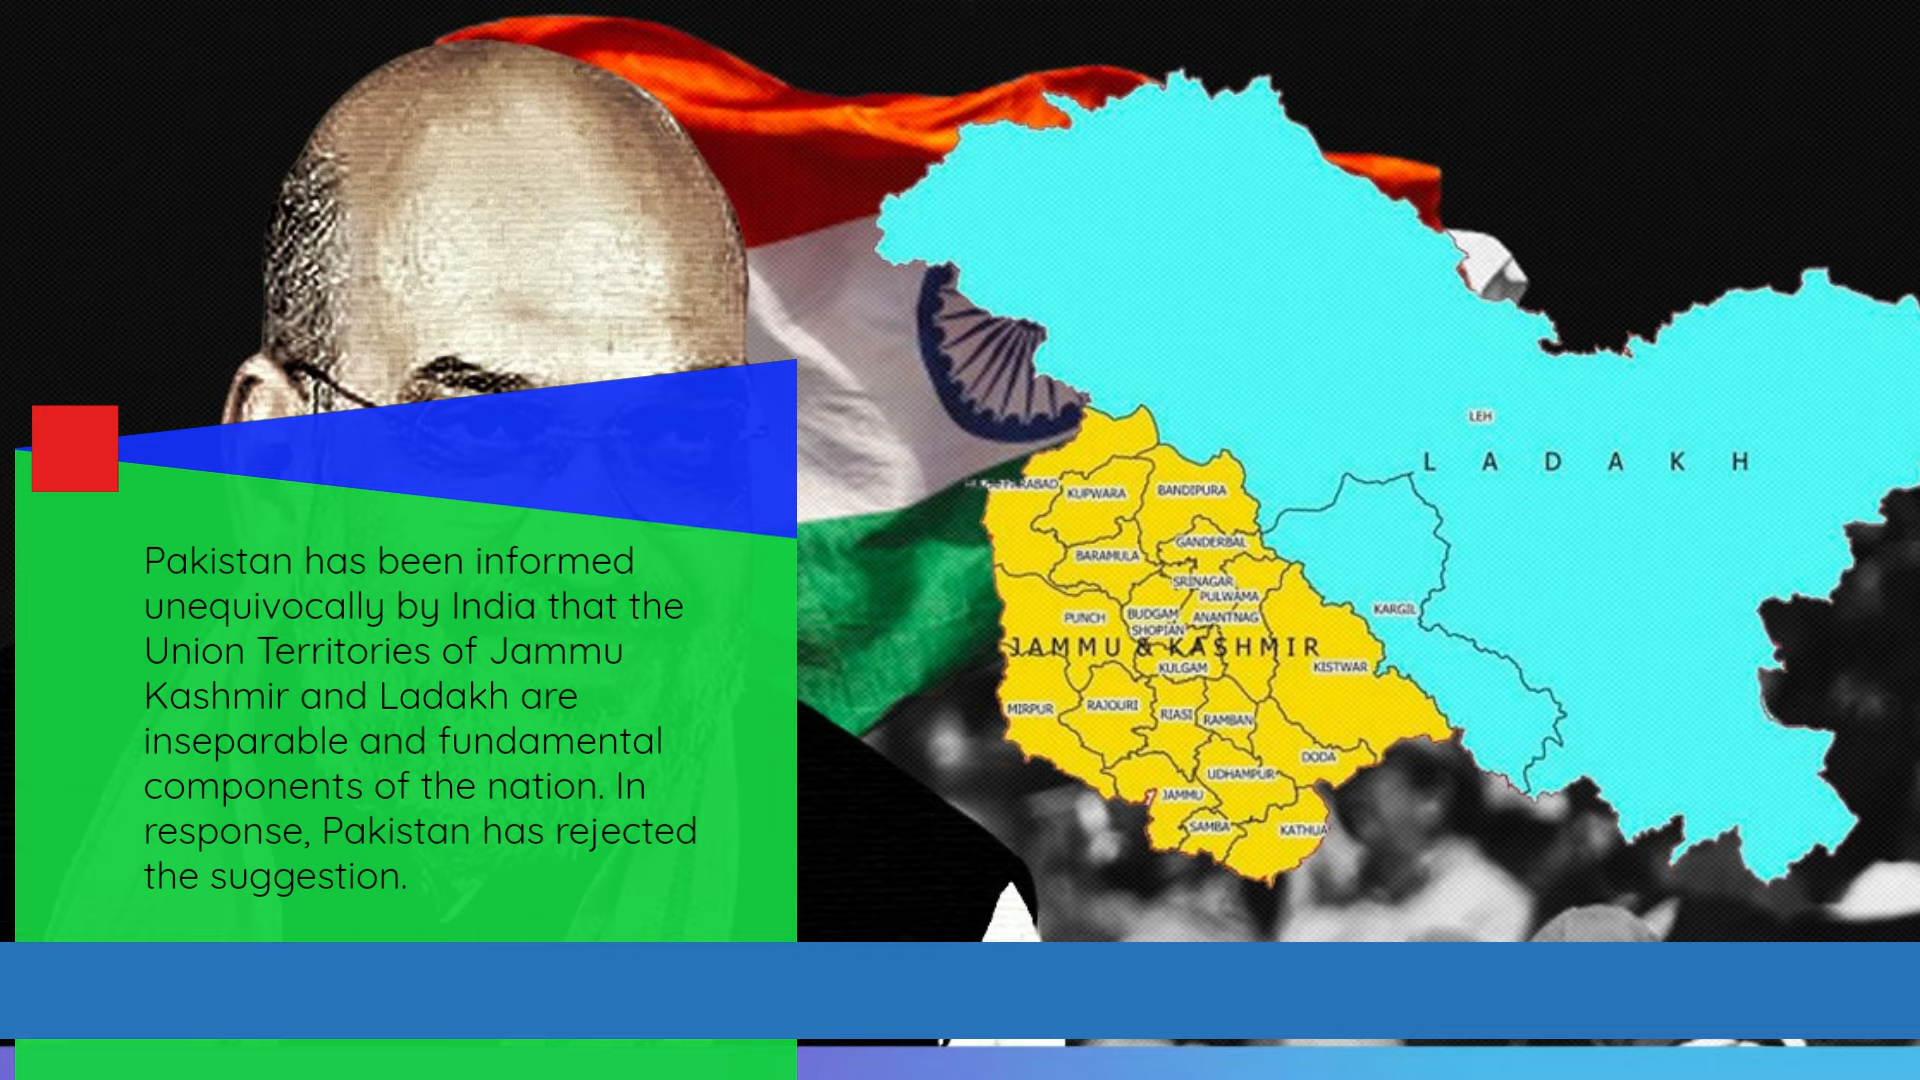 Pakistan has been informed
unequivocally by India that the
Union Territories of Jammu
Kashmir and Ladakh are
inseparable and fundamental
components of the nation. In
response, Pakistan has rejected
the suggestion.
LEH
L A D A K H
KUPWARA
BANDIPURA
GANDERBAL
BARAMULA
SRINAGAR
PULWAMA
PUNCH
BUDGAM
ANANTNAG
SHOPIAN
KARGIL
JAMMU & KASHMIR
KULGAM
KISTWAR
MIRPUR
RAJOURI
RIASI
RAMBAN
DODA
UDHAMPUR
JAMMU
SAMBA
KATHUA